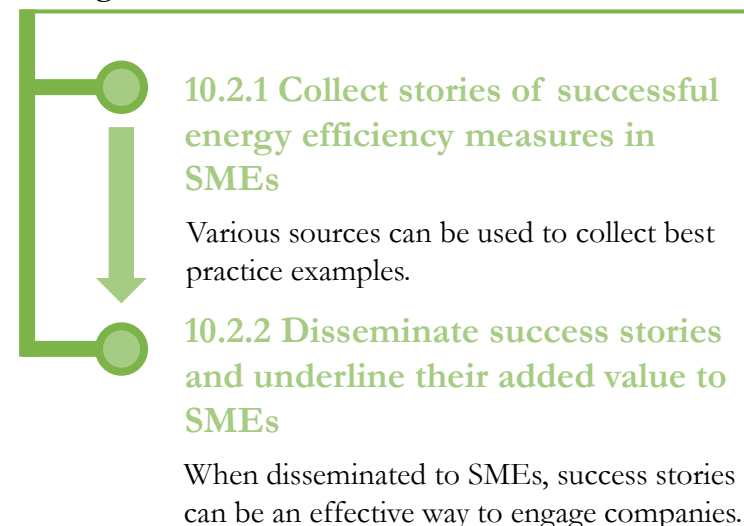 10.2.1 Collect stories of successful
energy efficiency measures in
SMEs
Various sources can be used to collect best
practice examples.
10.2.2 Disseminate success stories
and underline their added value to
SMEs
When disseminated to SMEs, success stories
can be an effective way to engage companies.